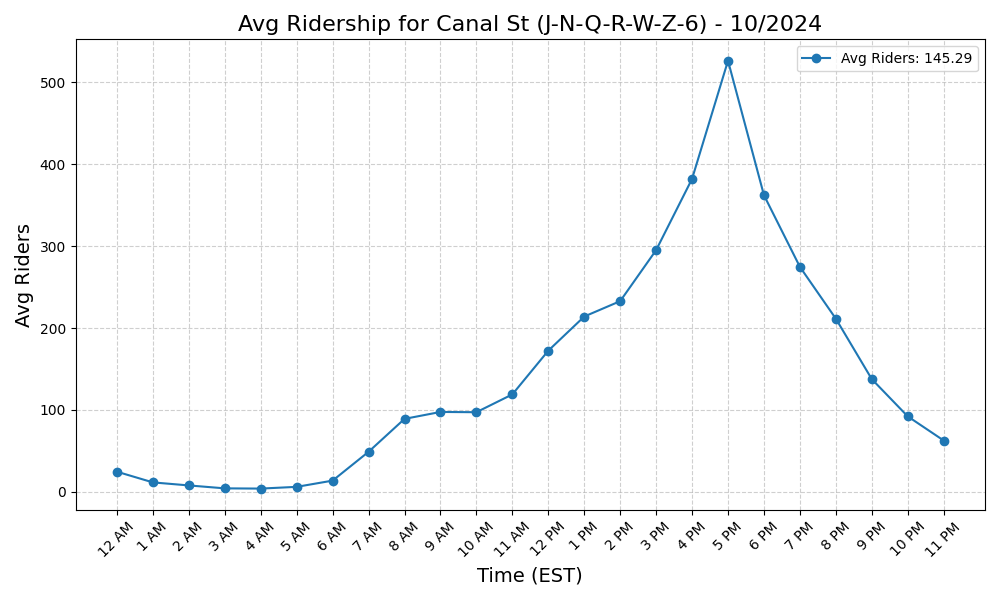 Avg Ridership for Canal St (J-N-Q-R-W-Z-6) - 10/2024
Avg Riders: 145.29
Avg Riders
500
400
300
200
100
0
12 AM
1 AM
2 AM
3 AM
4 AM
5 AM
6 AM
7 AM
8 AM
9 AM
10 AM
11 AM
12 PM
1 PM
2 PM
3 PM
4 PM
5 PM
6 PM
7 PM
8 PM
9 PM
10 PM
11 PM
Time (EST)